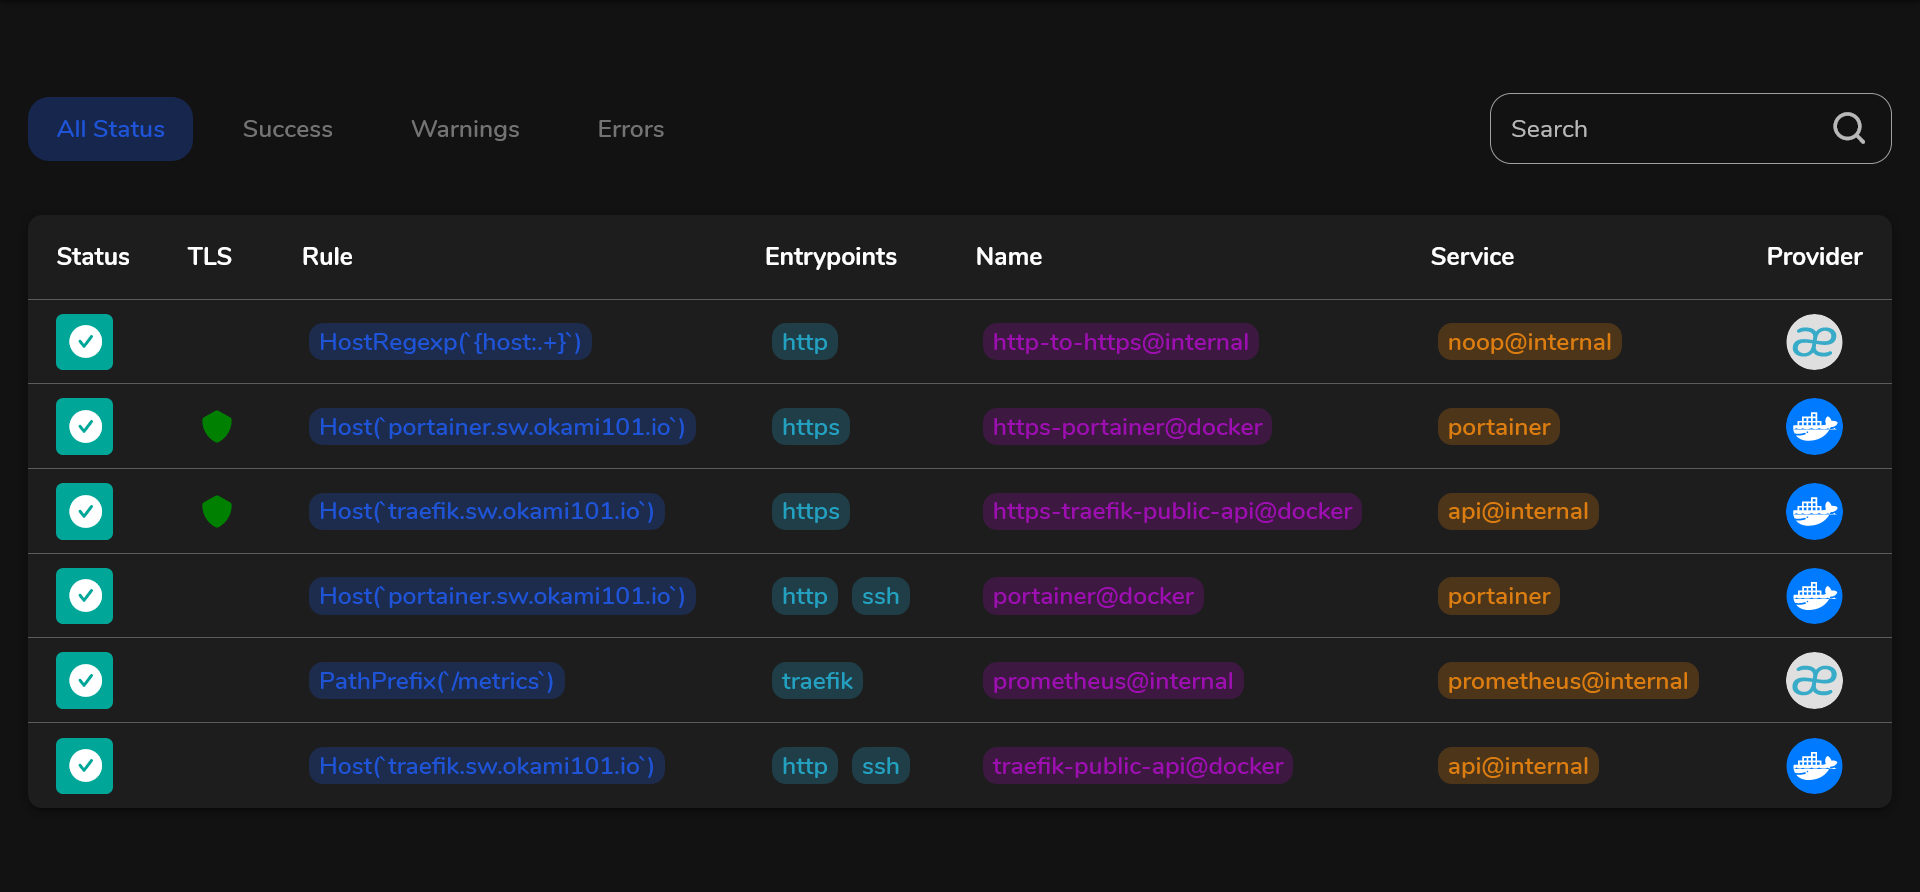 All Status Success Warnings Errors Search
Status TLS Rule Entrypoints Name Service Provider
HostRegexp(`{host:.+}`) http http-to-https@internal noop@internal
Host(`portainer.sw.okami101.io`) https https-portainer@docker portainer
Host(`traefik.sw.okami101.io`) https https-traefik-public-api@docker api@internal
Host(`portainer.sw.okami101.io`) http ssh portainer@docker portainer
PathPrefix(`/metrics`) traefik prometheus@internal prometheus@internal
Host(`traefik.sw.okami101.io`) http ssh traefik-public-api@docker api@internal